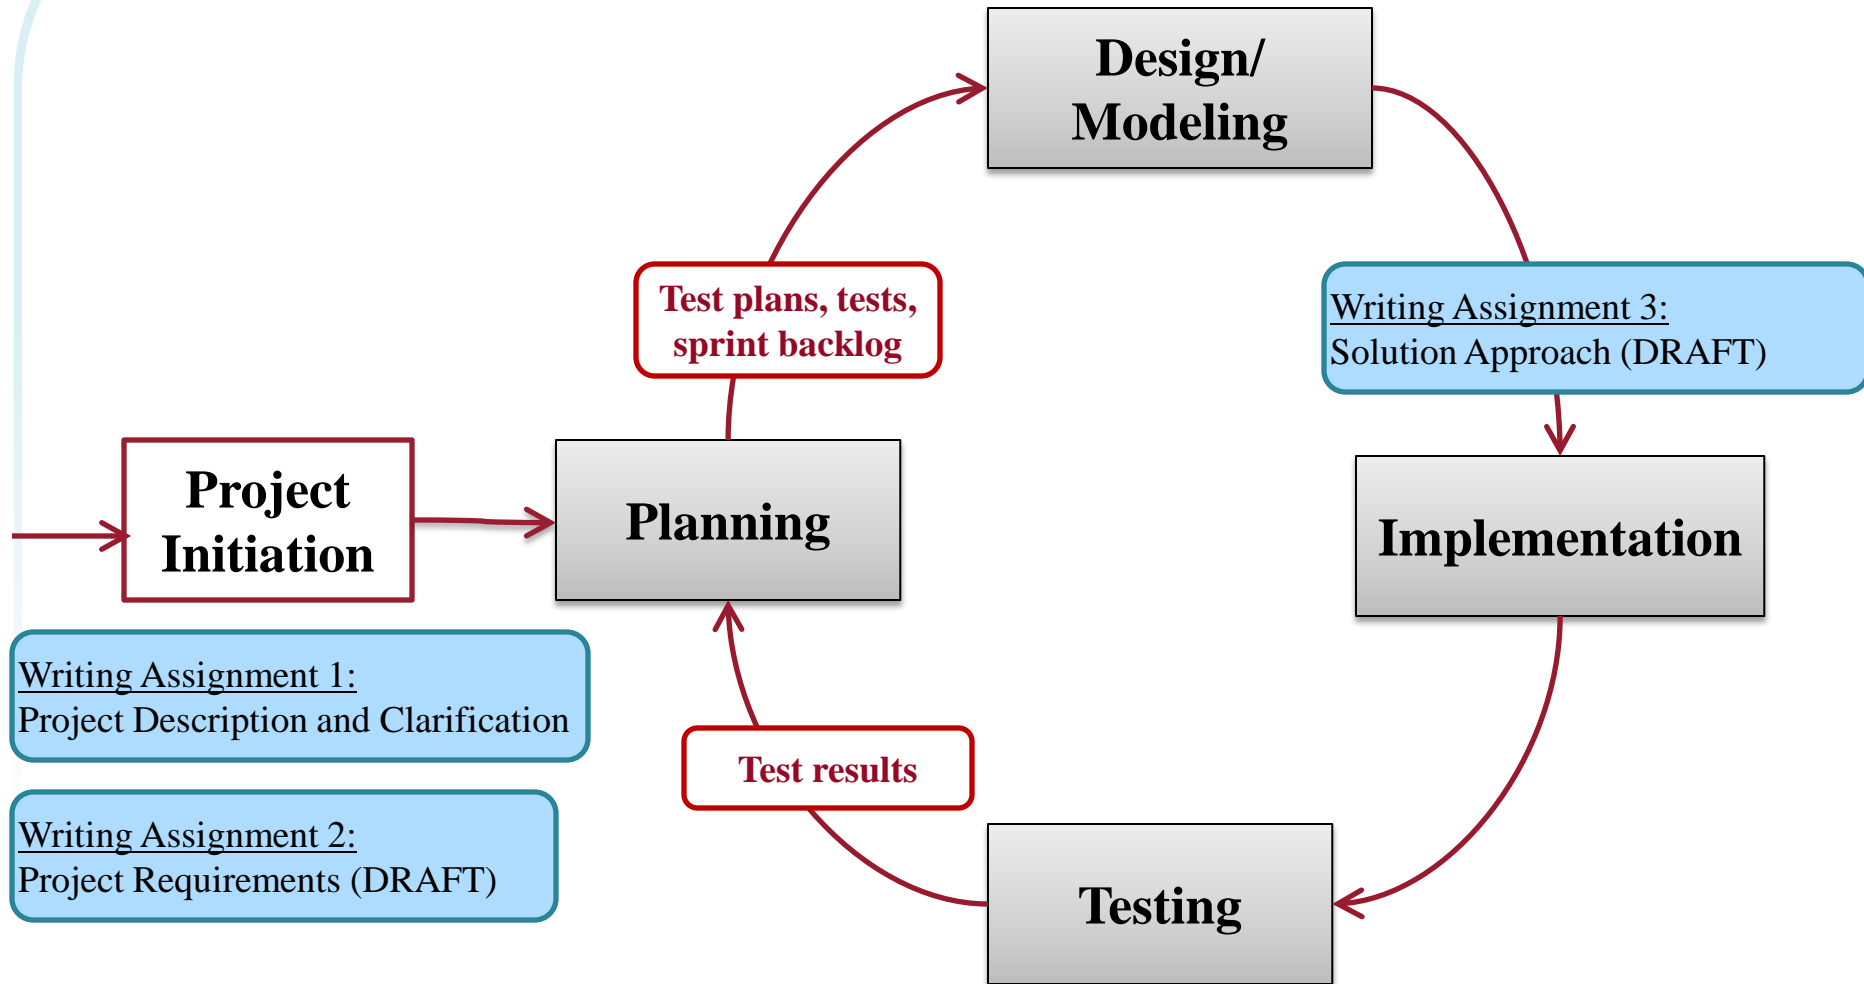 Design/
Modeling
Test plans, tests,
sprint backlog
Writing Assignment 3:
Solution Approach (DRAFT)
Project
Initiation
Planning
Implementation
Writing Assignment 1:
Project Description and Clarification
Test results
Writing Assignment 2:
Project Requirements (DRAFT)
Testing